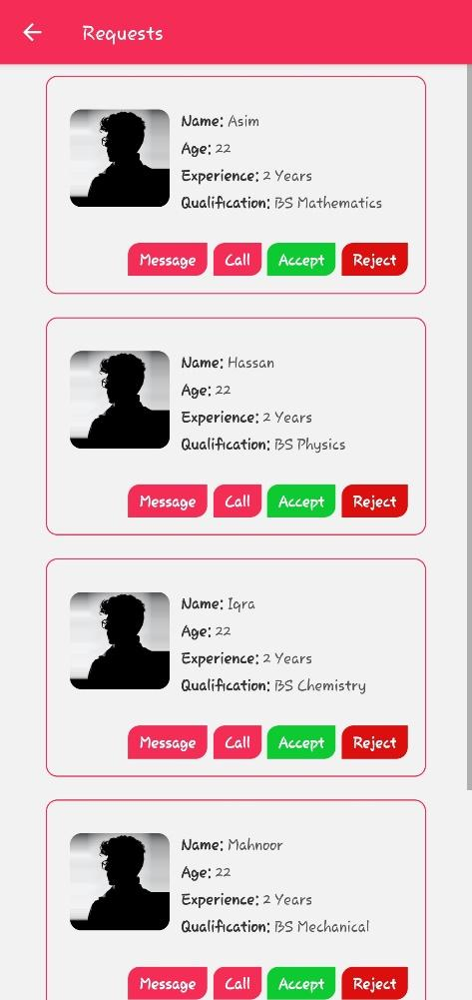 Requests
Name: Asim
Age: 22
Experience: 2 Years
Qualification: BS Mathematics
Message Call Accept Reject
Name: Hassan
Age: 22
Experience: 2 Years
Qualification: BS Physics
Message Call Accept Reject
Name: Iqra
Age: 22
Experience: 2 Years
Qualification: BS Chemistry
Message Call Accept Reject
Name: Mahnoor
Age: 22
Experience: 2 Years
Qualification: BS Mechanical
Message Call Accept Reject